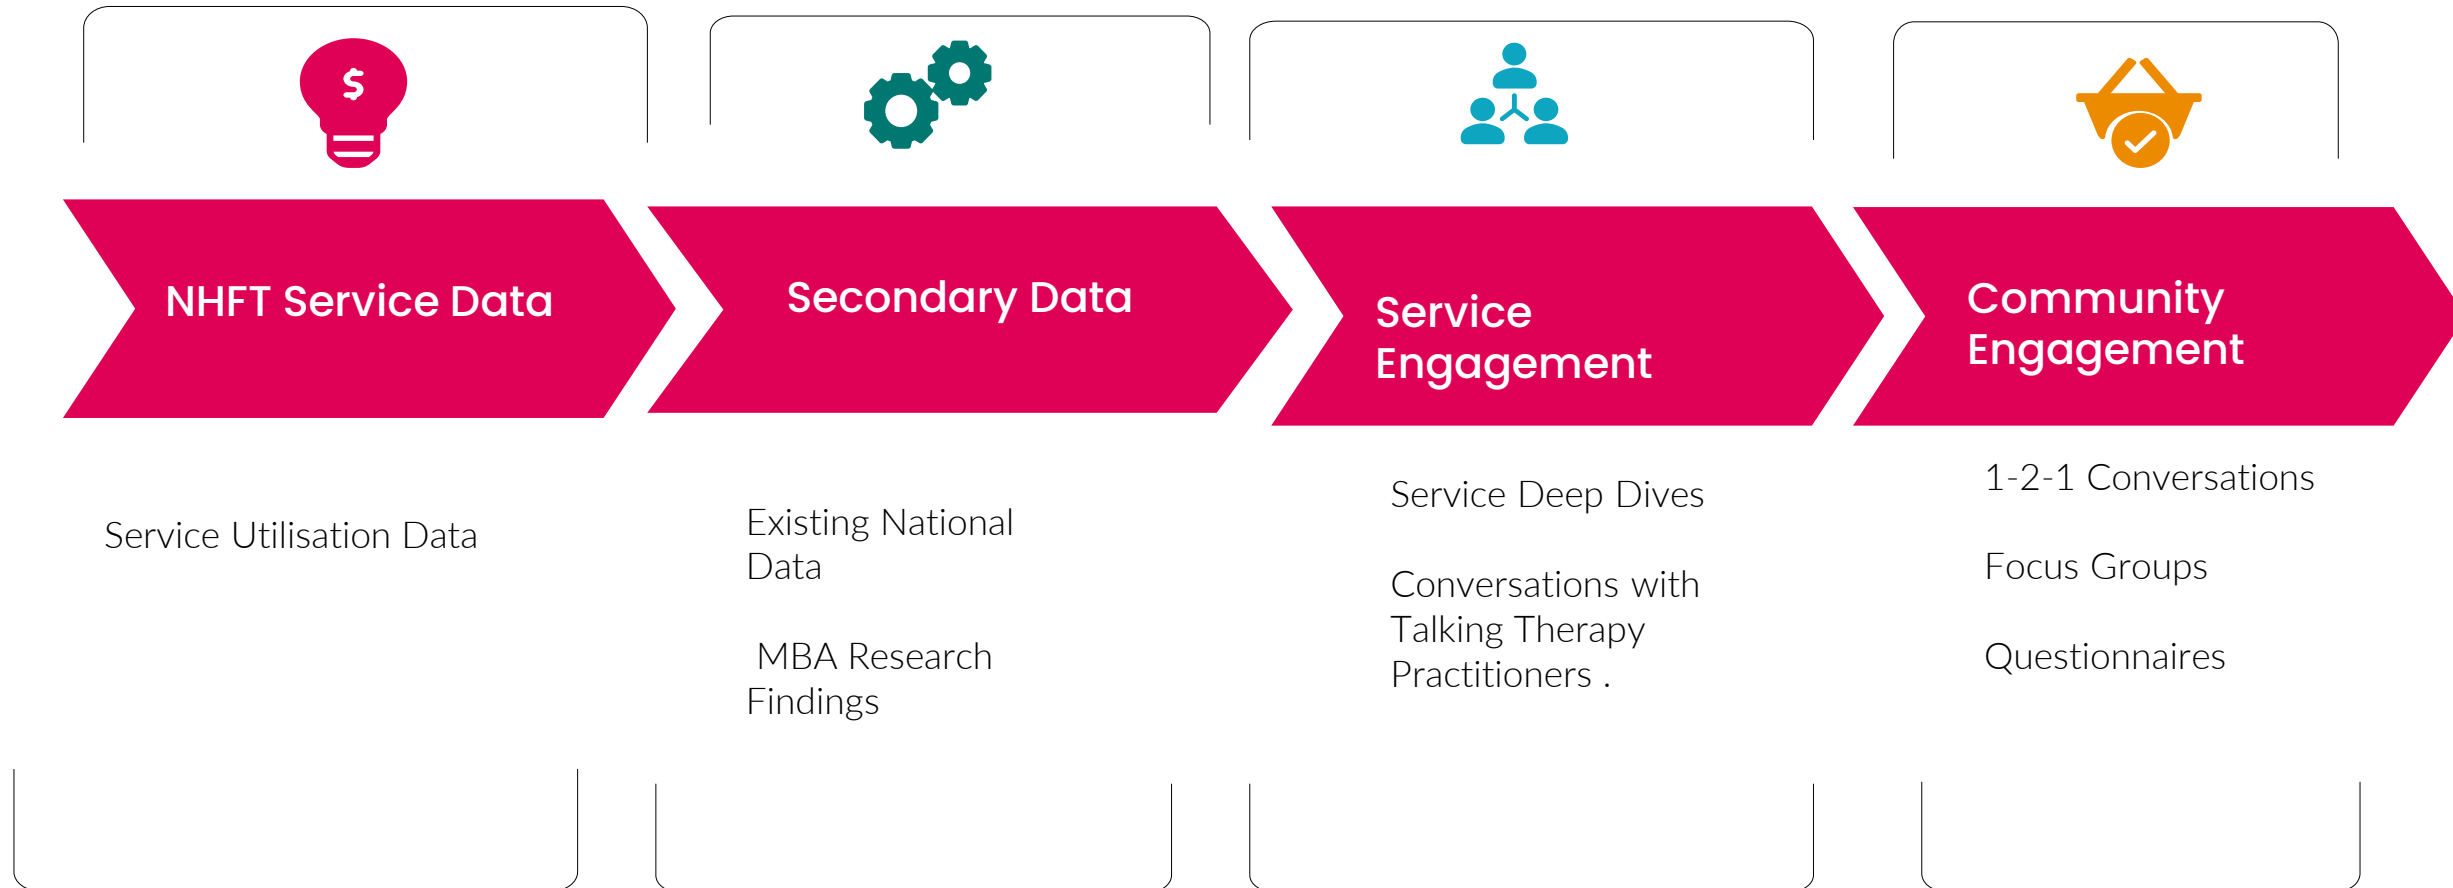 $
NHFT Service Data
Service Utilisation Data
Secondary Data
Existing National
Data
MBA Research
Findings
Service
Engagement
Service Deep Dives
Conversations with
Talking Therapy
Practitioners .
Community
Engagement
1-2-1 Conversations
Focus Groups
Questionnaires